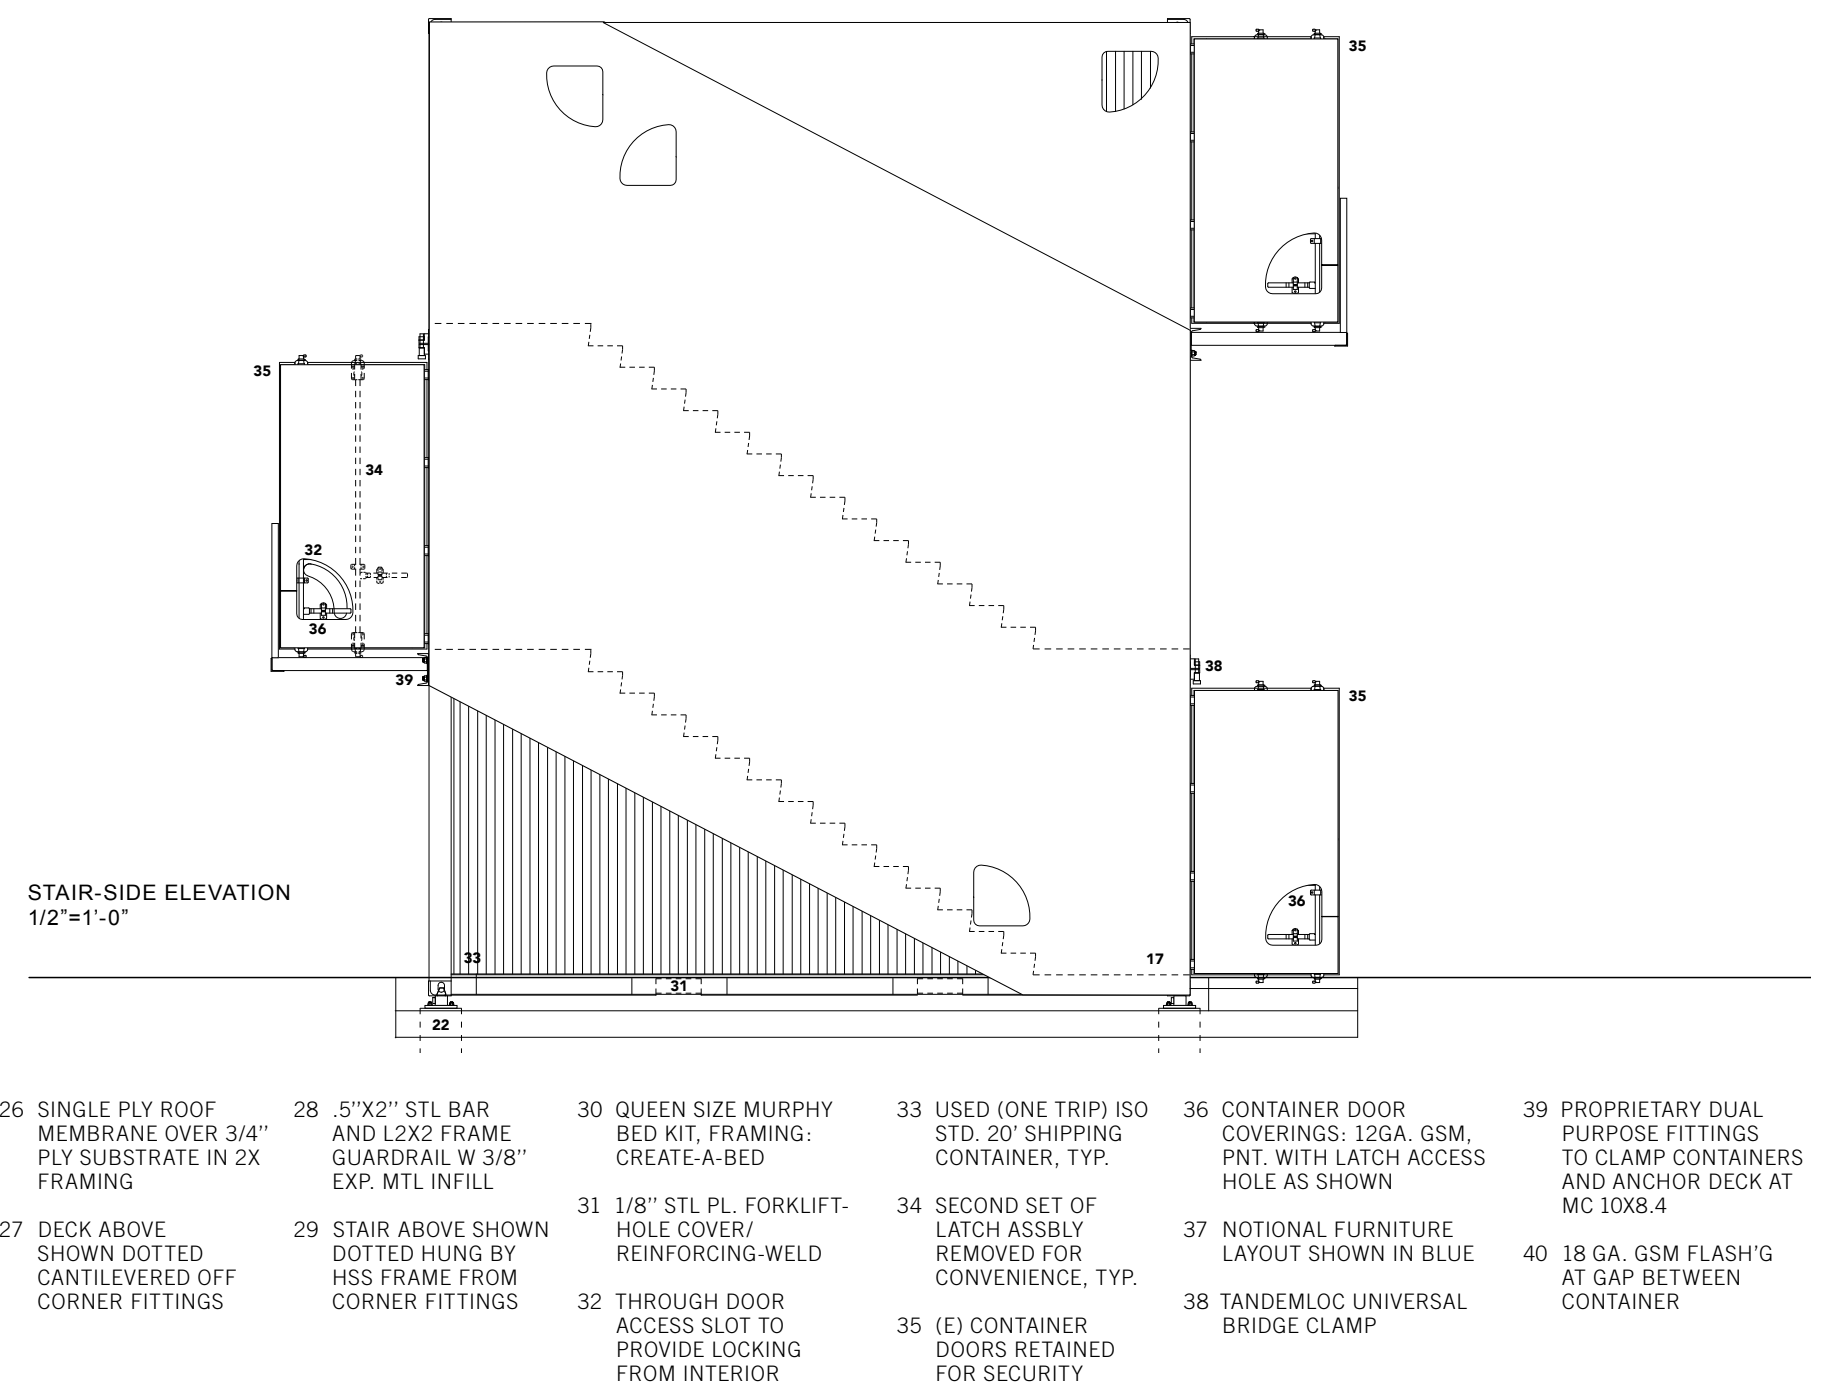 35
35
34
32
36
39
38
35
36
STAIR-SIDE ELEVATION
1/2”=1’-0”
33
17
31
22
26 SINGLE PLY ROOF
MEMBRANE OVER 3/4’’
PLY SUBSTRATE IN 2X
FRAMING
27 DECK ABOVE
SHOWN DOTTED
CANTILEVERED OFF
CORNER FITTINGS
28 .5’’X2’’ STL BAR
AND L2X2 FRAME
GUARDRAIL W 3/8’’
EXP. MTL INFILL
29 STAIR ABOVE SHOWN
DOTTED HUNG BY
HSS FRAME FROM
CORNER FITTINGS
30 QUEEN SIZE MURPHY
BED KIT, FRAMING:
CREATE-A-BED
31 1/8’’ STL PL. FORKLIFT-
HOLE COVER/
REINFORCING-WELD
32 THROUGH DOOR
ACCESS SLOT TO
PROVIDE LOCKING
FROM INTERIOR
33 USED (ONE TRIP) ISO
STD. 20’ SHIPPING
CONTAINER, TYP.
34 SECOND SET OF
LATCH ASSBLY
REMOVED FOR
CONVENIENCE, TYP.
35 (E) CONTAINER
DOORS RETAINED
FOR SECURITY
36 CONTAINER DOOR
COVERINGS: 12GA. GSM,
PNT. WITH LATCH ACCESS
HOLE AS SHOWN
37 NOTIONAL FURNITURE
LAYOUT SHOWN IN BLUE
38 TANDEMLOC UNIVERSAL
BRIDGE CLAMP
39 PROPRIETARY DUAL
PURPOSE FITTINGS
TO CLAMP CONTAINERS
AND ANCHOR DECK AT
MC 10X8.4
40 18 GA. GSM FLASH’G
AT GAP BETWEEN
CONTAINER